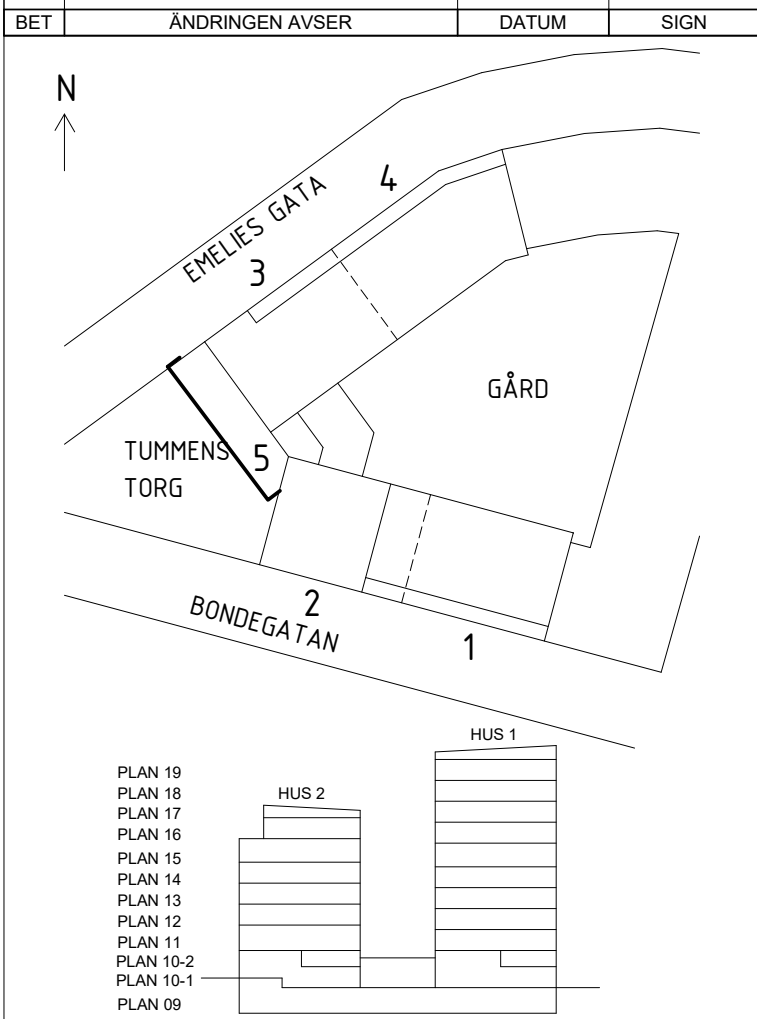 BET ÄNDRINGEN AVSER DATUM SIGN
N
4
EMELIES GATA
3
GÅRD
TUMMENS
TORG
5
2
BONDEGATAN
1
HUS 1
PLAN 19
PLAN 18
HUS 2
PLAN 17
PLAN 16
PLAN 15
PLAN 14
PLAN 13
PLAN 12
PLAN 11
PLAN 10-2
PLAN 10-1
PLAN 09